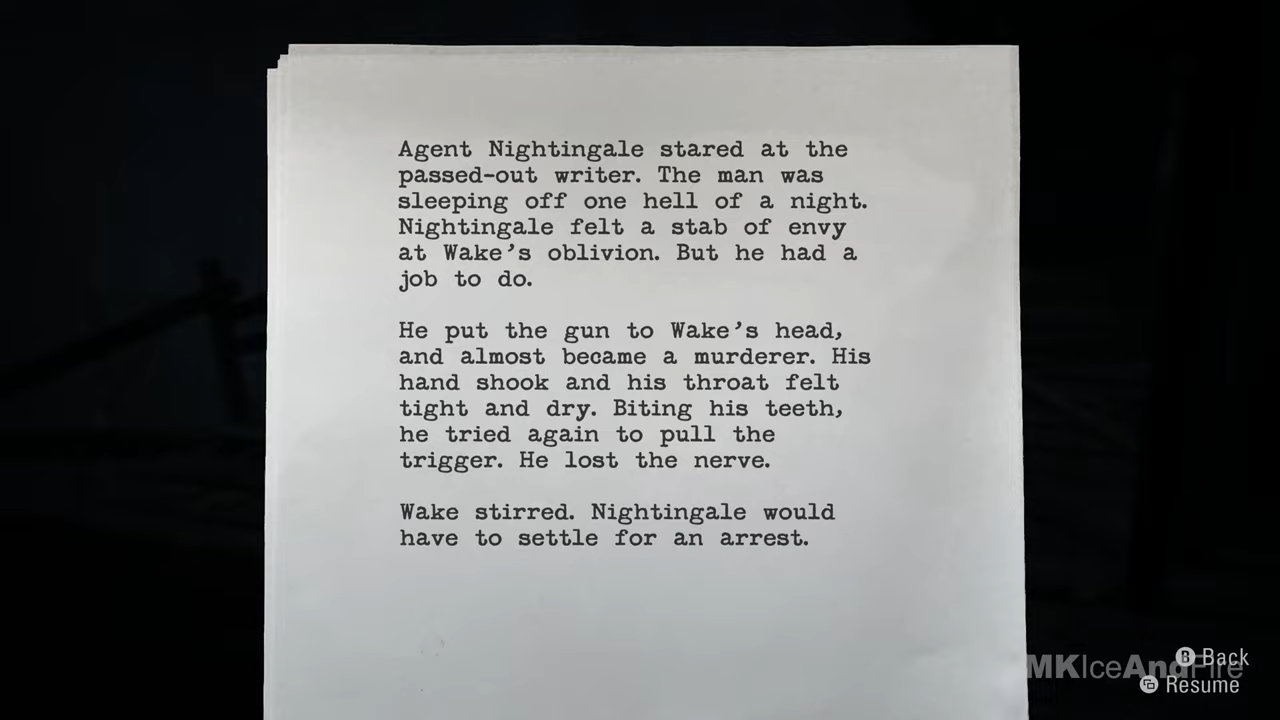 Agent Nightingale stared at the
passed-out writer. The man was
sleeping off one hell of a night.
Nightingale felt a stab of envy
at Wake's oblivion. But he had a
job to do.
He put the gun to Wake's head,
and almost became a murderer. His
hand shook and his throat felt
tight and dry. Biting his teeth,
he tried again to pull the
trigger. He lost the nerve.
Wake stirred. Nightingale would
have to settle for an arrest.
B Back
MKIceAndFire
Resume